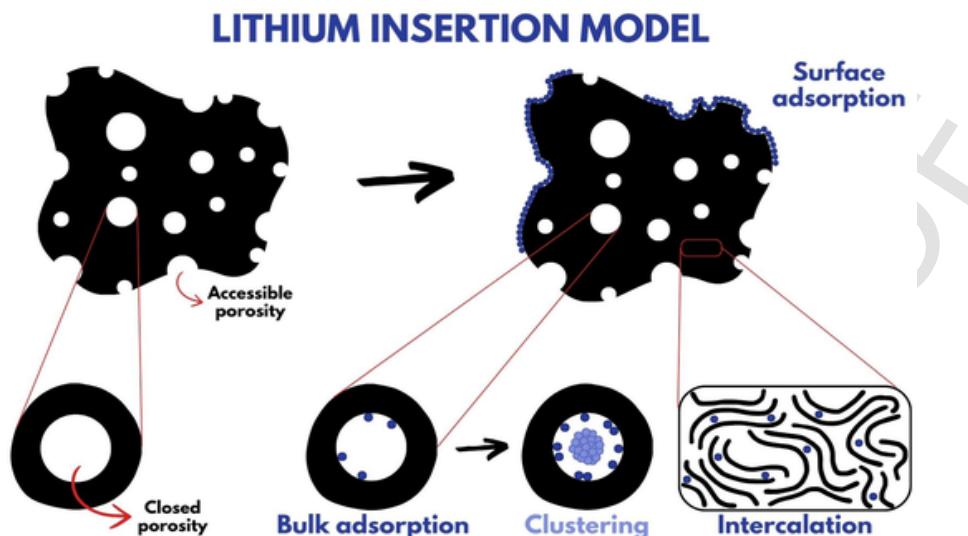 LITHIUM INSERTION MODEL
Surface
adsorption
Accessible
porosity
Closed
porosity
Bulk adsorption
Clustering
Intercalation